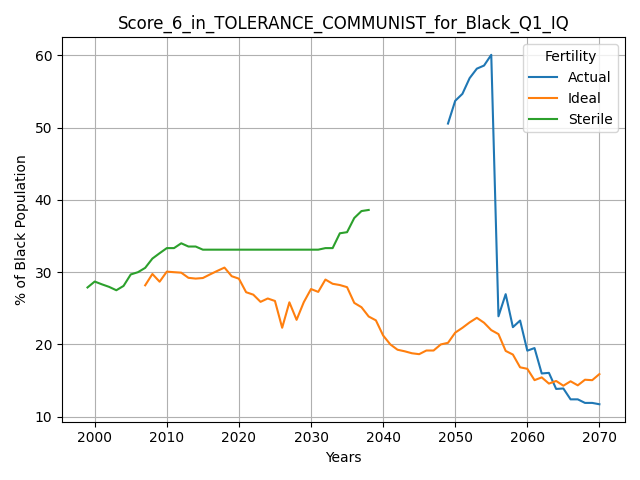 Score_6_in_TOLERANCE_COMMUNIST_for_Black_Q1_IQ
Fertility
Actual
Ideal
Sterile
% of Black Population
60
50
40
30
20
10
2000 2010 2020 2030 2040 2050 2060 2070
Years